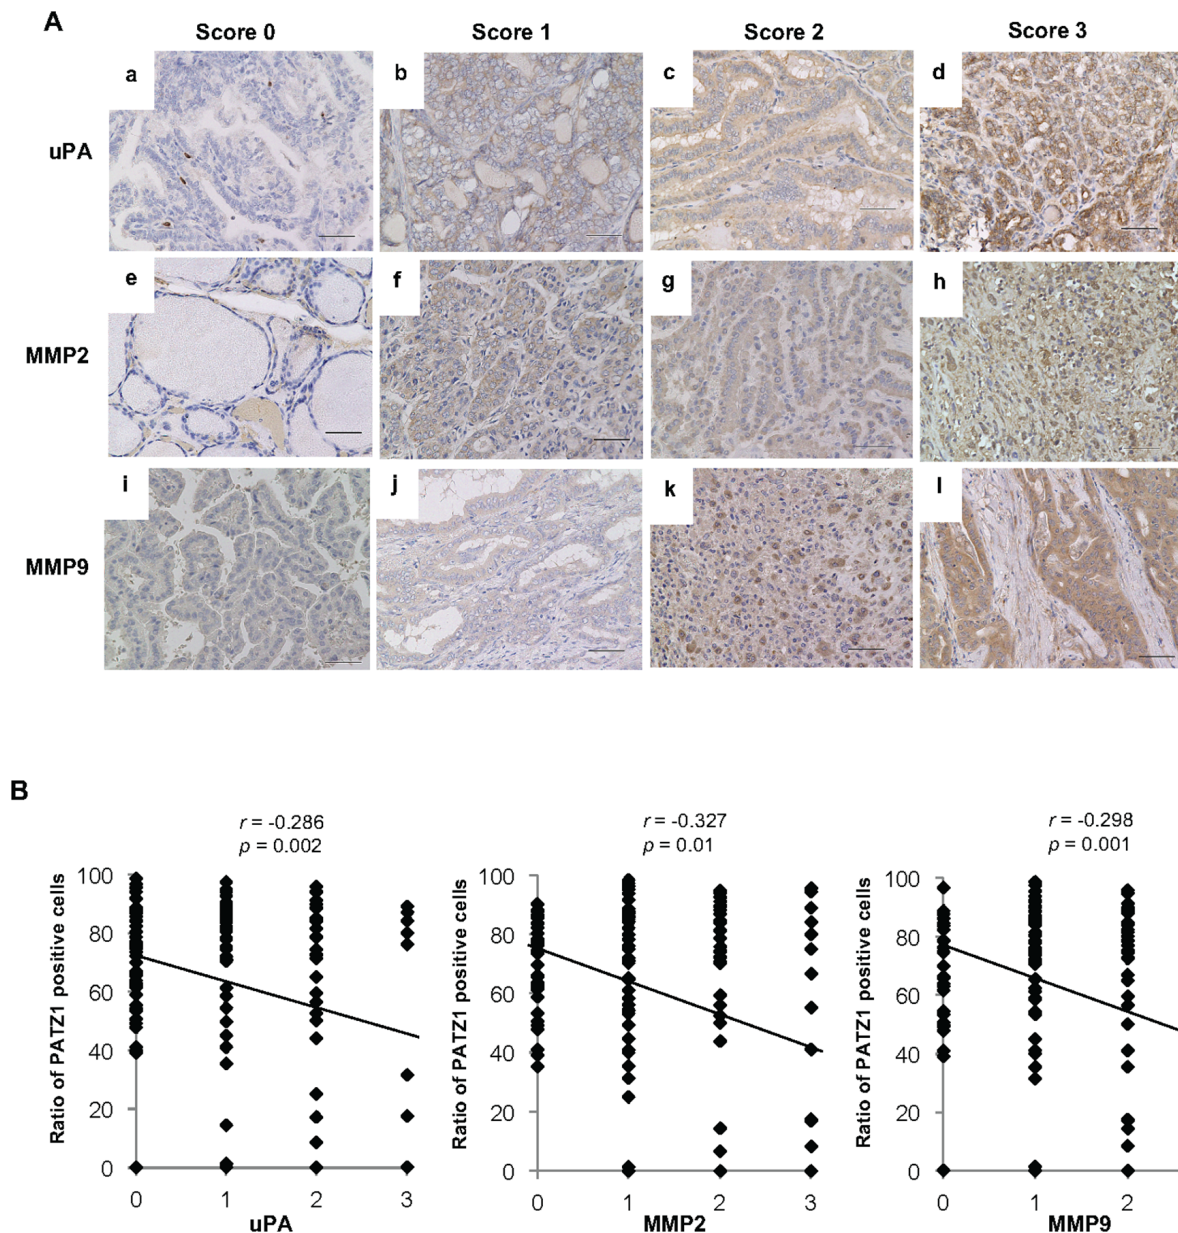 A
Score 0 Score 1 Score 2 Score 3
a b c d
uPA
e f g h
MMP2
i j k l
MMP9
B
r = -0.286 r = -0.327 r = -0.298
p = 0.002 p = 0.01 p = 0.001
Ratio of PATZ1 positive cells
100
80
60
40
20
0
0 1 2 3
uPA
Ratio of PATZ1 positive cells
100
80
60
40
20
0
0 1 2 3
MMP2
Ratio of PATZ1 positive cells
100
80
60
40
20
0
0 1 2
MMP9